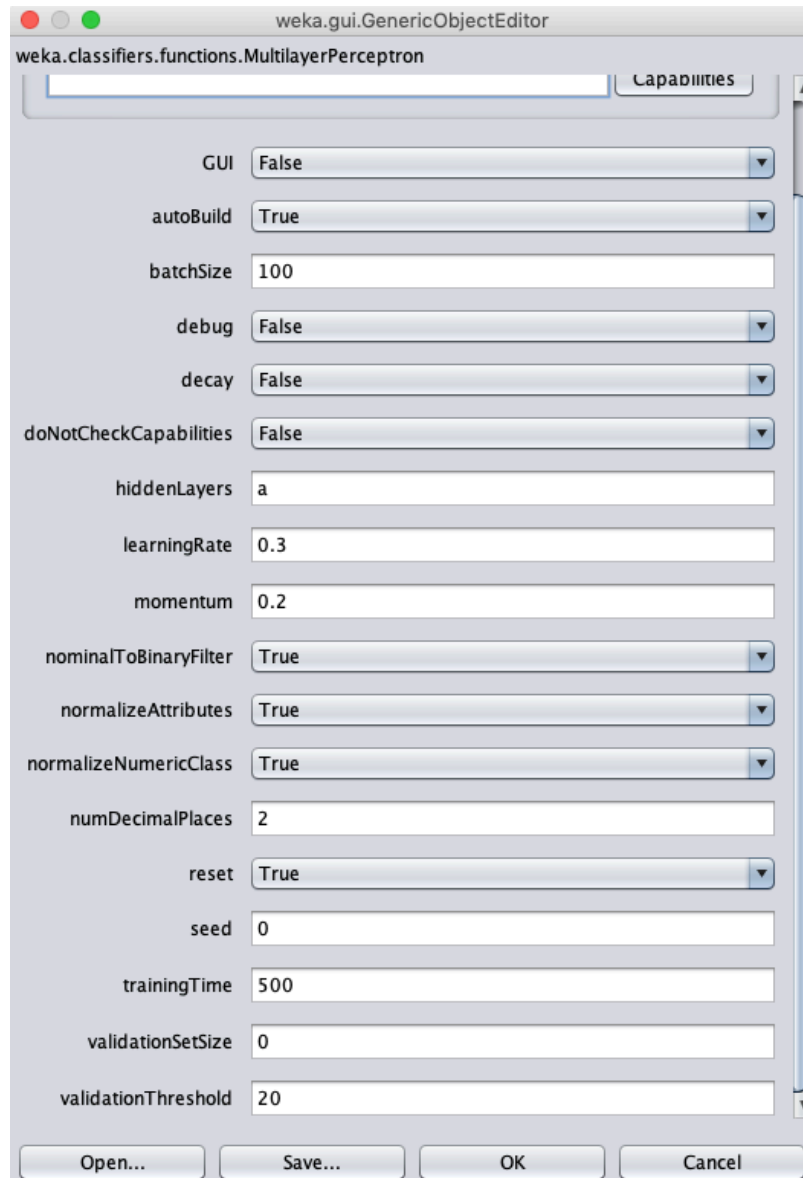 weka.gui.GenericObjectEditor
weka.classifiers.functions.MultilayerPerceptron
Capabilities
GUI False
autoBuild True
batchSize 100
debug False
decay False
doNotCheckCapabilities False
hiddenLayers a
learningRate 0.3
momentum 0.2
nominalToBinaryFilter True
normalizeAttributes True
normalizeNumericClass True
numDecimalPlaces 2
reset True
seed 0
trainingTime 500
validationSetSize 0
validationThreshold 20
Open... Save... OK Cancel